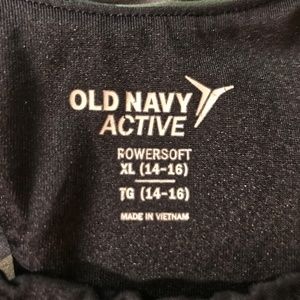 OLD NAVY
ACTIVE
POWERSOFT
XL (14-16)
TG (14-16)
MADE IN VIETNAM